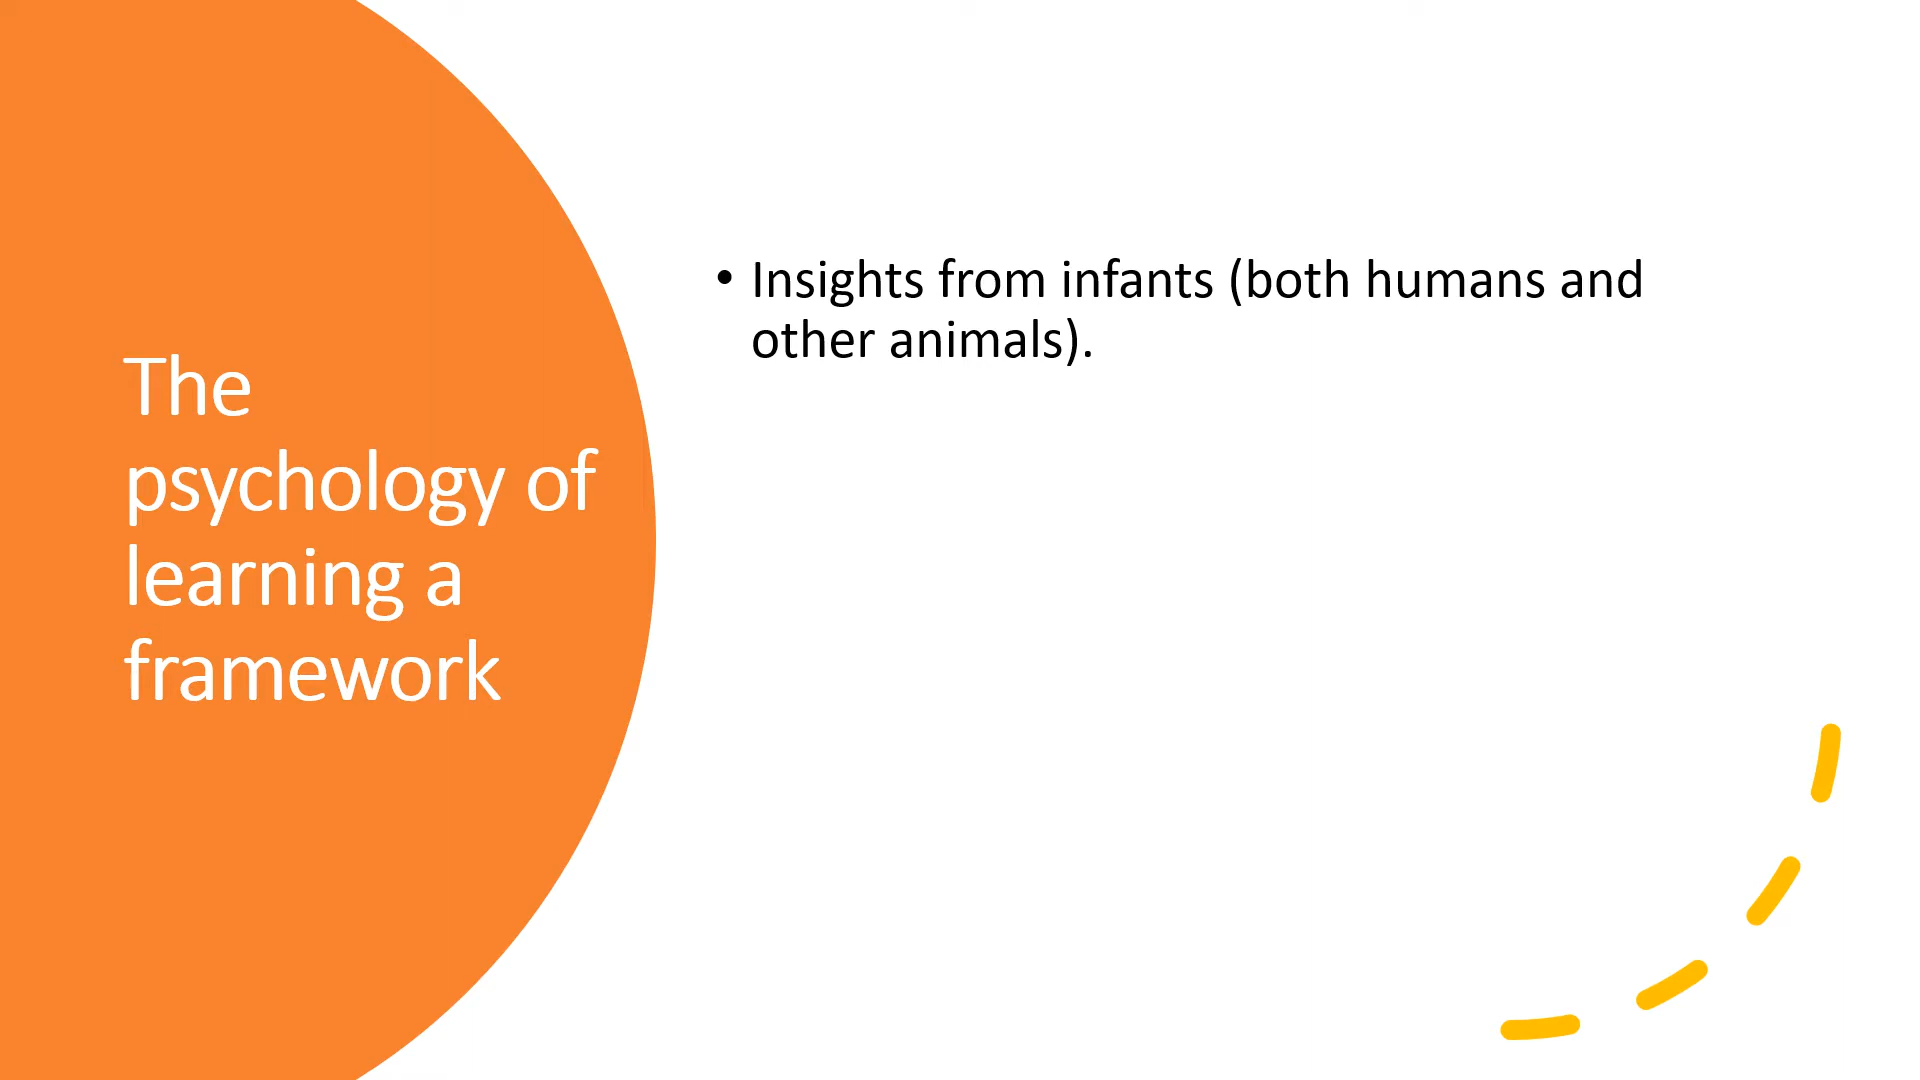 The
psychology of
learning a
framework
• Insights from infants (both humans and
other animals).